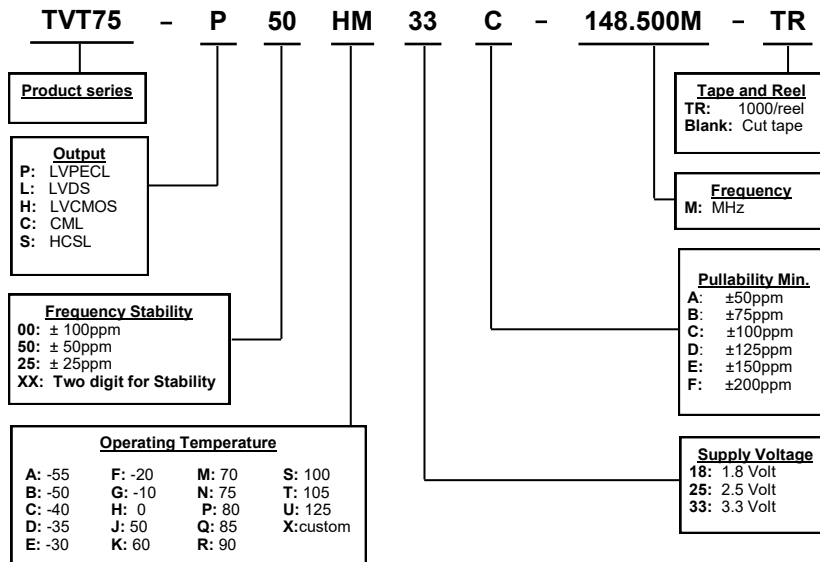 TVT75 – P 50 HM 33 C - 148.500M - TR
Product series
Output
P: LVPECL
L: LVDS
H: LVCMOS
C: CML
S: HCSL
Frequency Stability
00: ± 100ppm
50: ± 50ppm
25: ± 25ppm
XX: Two digit for Stability
Operating Temperature
A: -55 F: -20 M: 70 S: 100
B: -50 G: -10 N: 75 T: 105
C: -40 H: 0 P: 80 U: 125
D: -35 J: 50 Q: 85 X:custom
E: -30 K: 60 R: 90
Tape and Reel
TR: 1000/reel
Blank: Cut tape
Frequency
M: MHz
Pullability Min.
A: ±50ppm
B: ±75ppm
C: ±100ppm
D: ±125ppm
E: ±150ppm
F: ±200ppm
Supply Voltage
18: 1.8 Volt
25: 2.5 Volt
33: 3.3 Volt